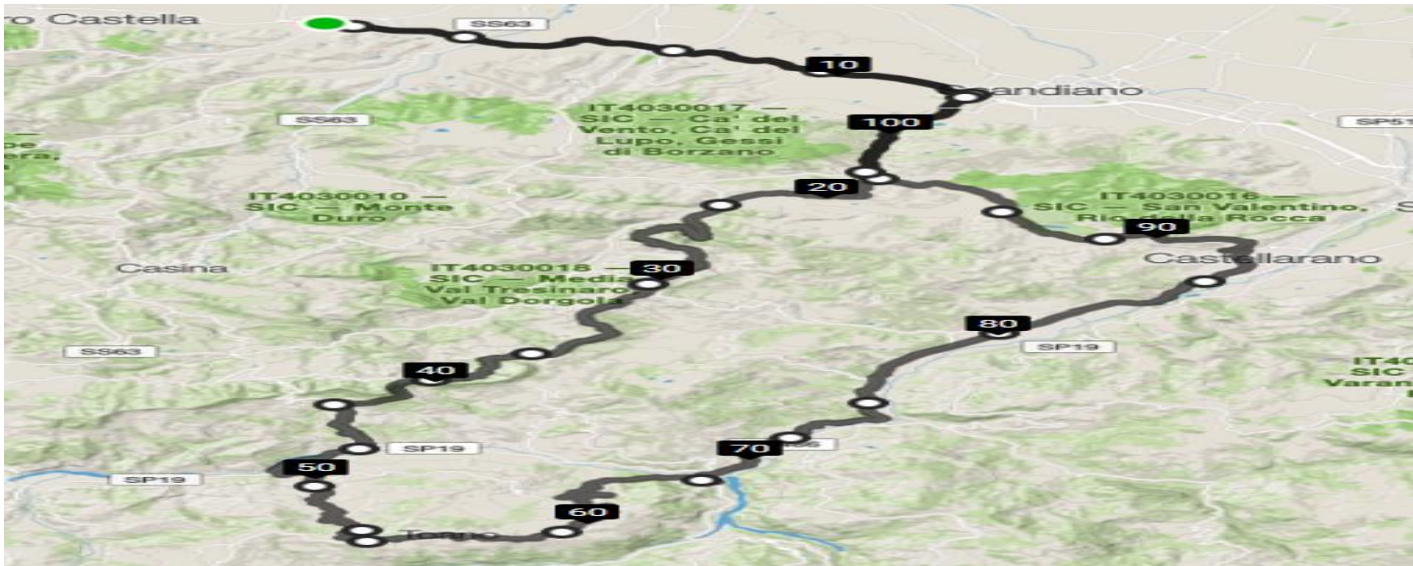 ro Castella
SS63
10
Scandiano
IT4030017 —
SIC — Ca' del
Vento, Ca' del
Lupo, Gessi
di Borzano
100
SS63
SP51
IT4030010 —
SIC — Monte
Duro
20
IT4030016 —
SIC — San Valentino,
Rio della Rocca
90
Casina
IT4030018 —
SIC — Media
Val Tresinaro,
Val Dorgola
30
Castellarano
80
SP19
SS63
40
IT40
SIC
Varan
SP19
70
50
SP19
60